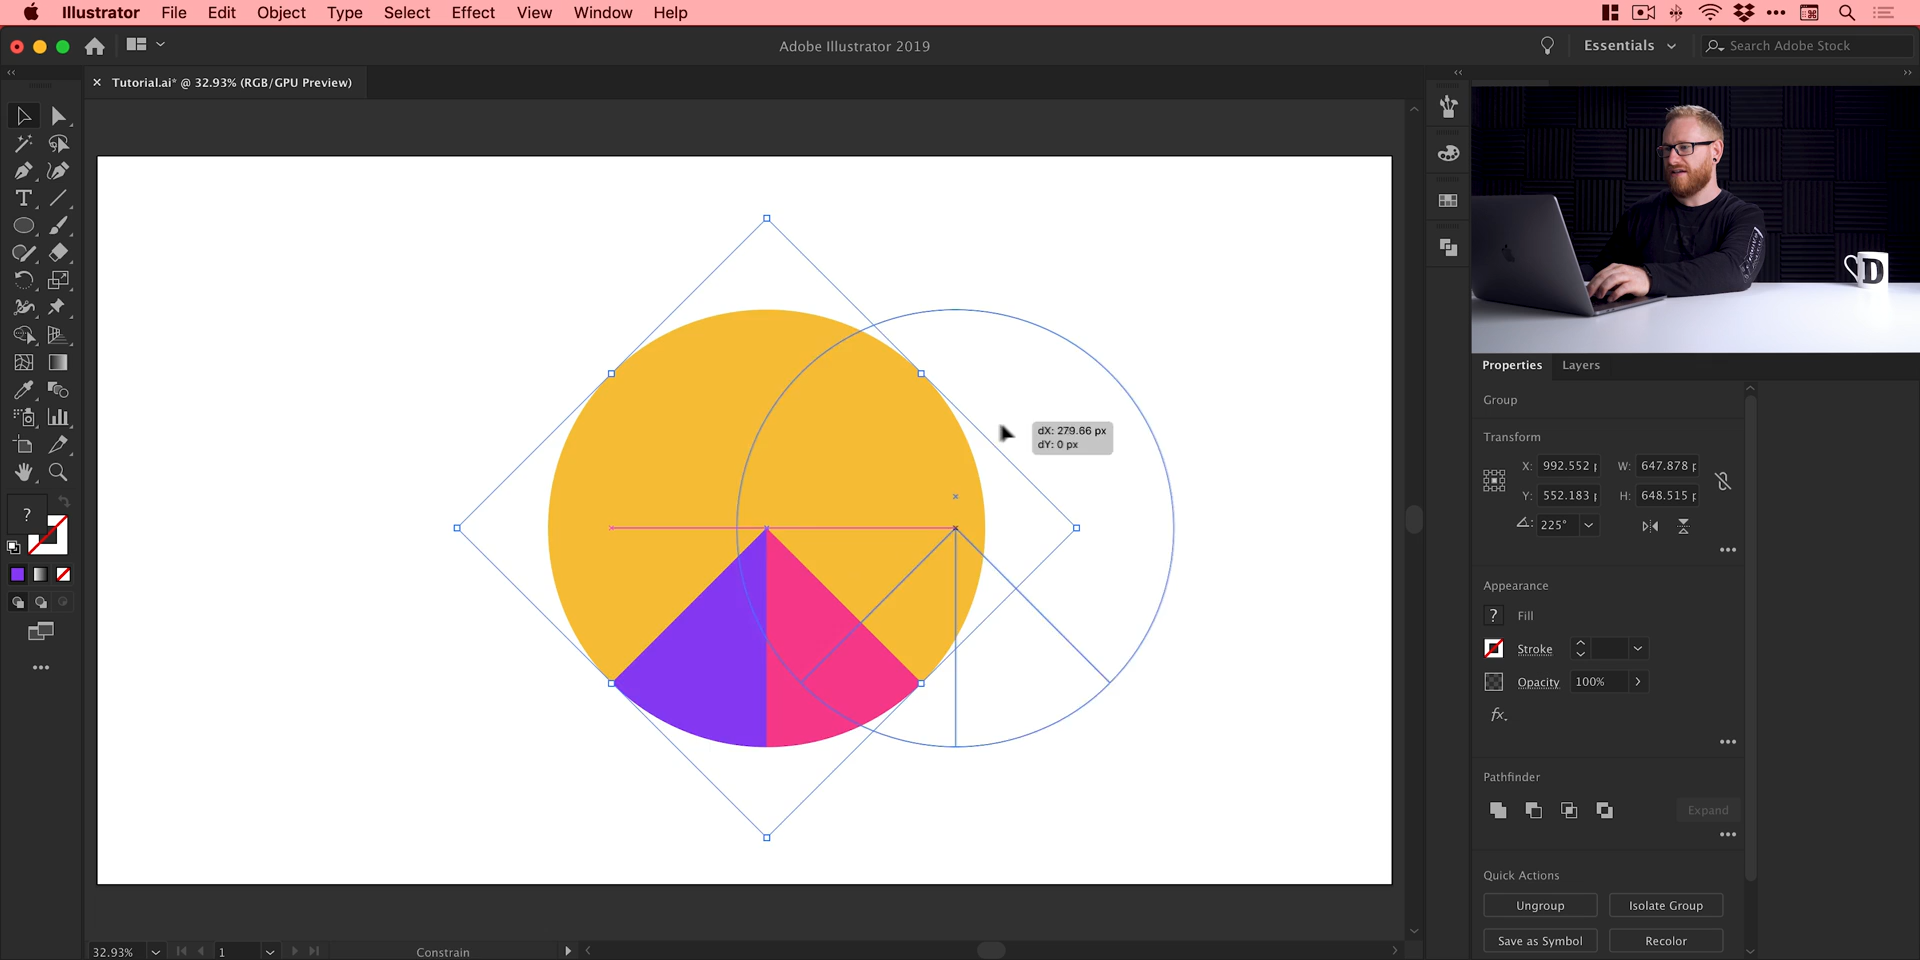 Illustrator File Edit Object Type Select Effect View Window Help
Adobe Illustrator 2019
Essentials
Search Adobe Stock
× Tutorial.ai* @ 32.93% (RGB/GPU Preview)
D
Properties Layers
Group
Transform
X: 992.552 W: 647.878
Y: 552.183 H: 648.515
225°
dX: 279.66 px
dY: 0 px
?
Appearance
? Fill
Stroke
Opacity 100%
fx.
Pathfinder
Expand
Quick Actions
Ungroup Isolate Group
Save as Symbol Recolor
32.93% 1 Constrain